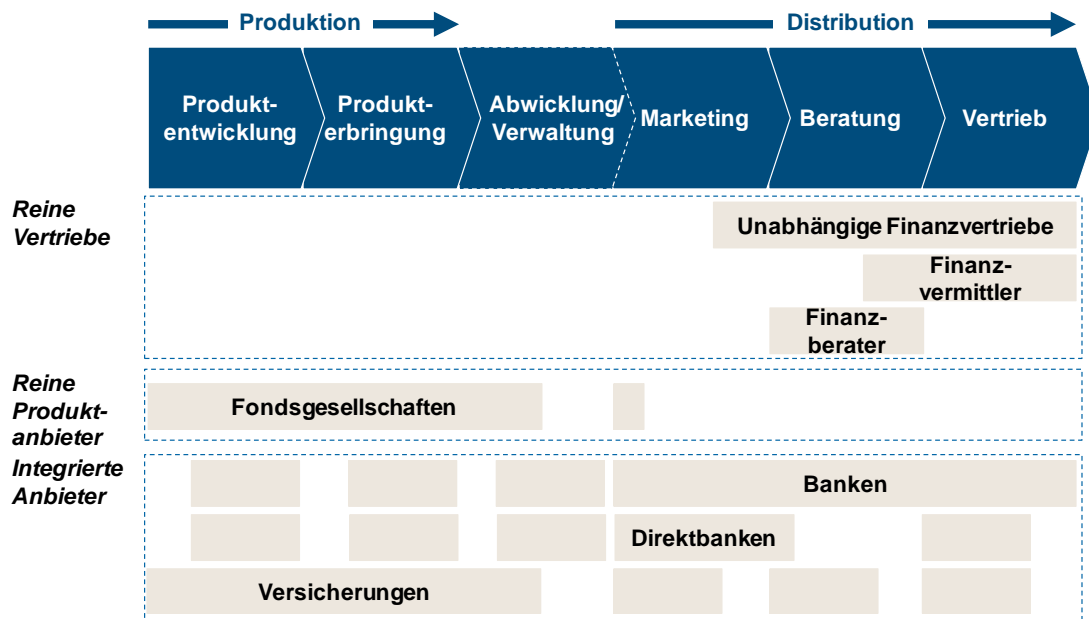 Produktion
Distribution
Produkt-
entwicklung
Produkt-
erbringung
Abwicklung/
Verwaltung
Marketing
Beratung
Vertrieb
Reine
Vertriebe
Unabhängige Finanzvertriebe
Finanz-
vermittler
Finanz-
berater
Reine
Produkt-
anbieter
Fondsgesellschaften
Integrierte
Anbieter
Banken
Direktbanken
Versicherungen